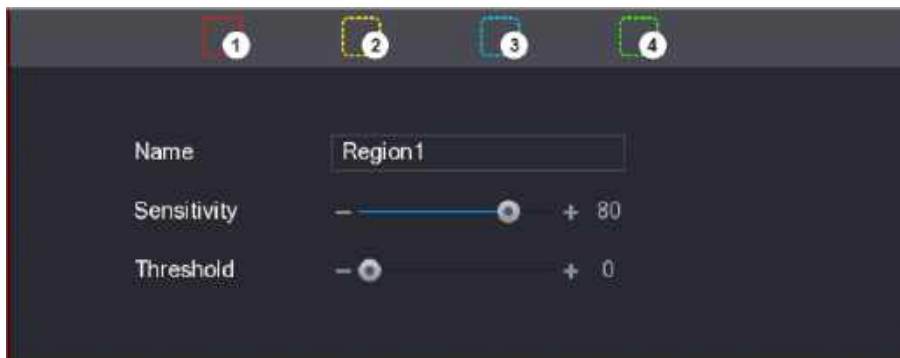 1 2 3 4
Name Region1
Sensitivity − + 80
Threshold − + 0